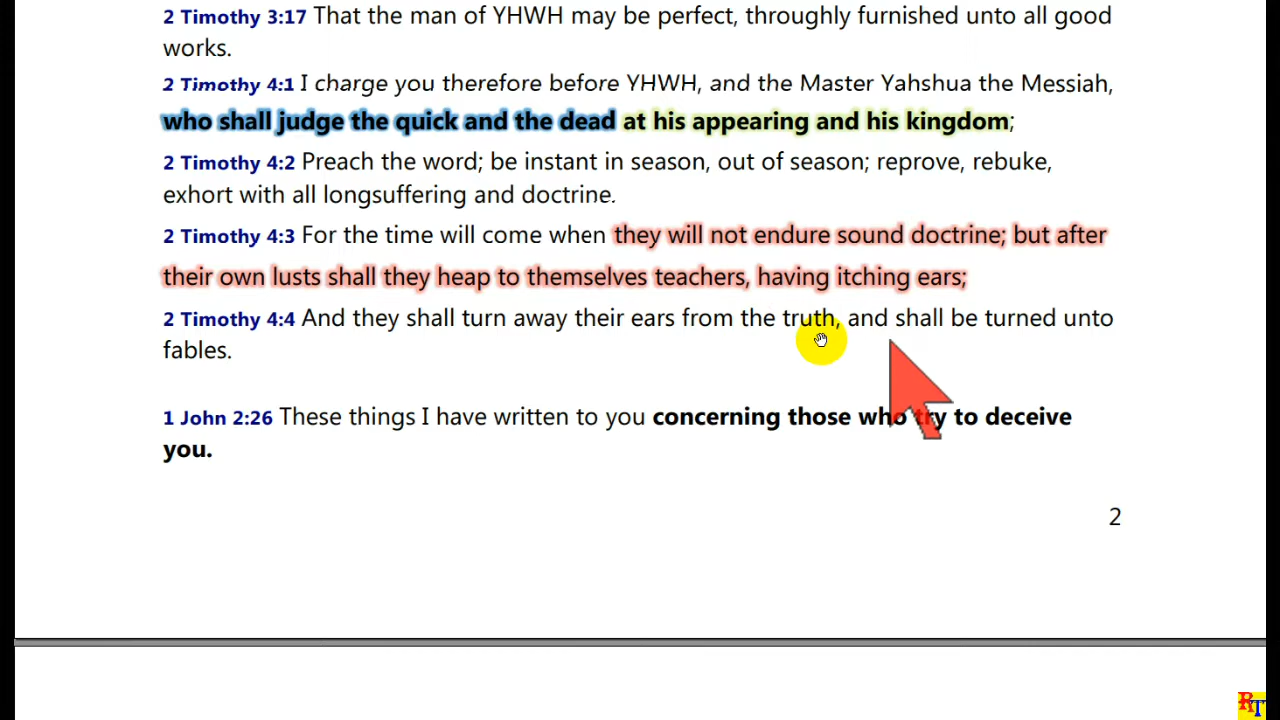 2 Timothy 3:17 That the man of YHWH may be perfect, throughly furnished unto all good
works.
2 Timothy 4:1 I charge you therefore before YHWH, and the Master Yahshua the Messiah,
who shall judge the quick and the dead at his appearing and his kingdom;
2 Timothy 4:2 Preach the word; be instant in season, out of season; reprove, rebuke,
exhort with all longsuffering and doctrine.
2 Timothy 4:3 For the time will come when they will not endure sound doctrine; but after
their own lusts shall they heap to themselves teachers, having itching ears;
2 Timothy 4:4 And they shall turn away their ears from the truth, and shall be turned unto
fables.
1 John 2:26 These things I have written to you concerning those who try to deceive
you.
2
RT